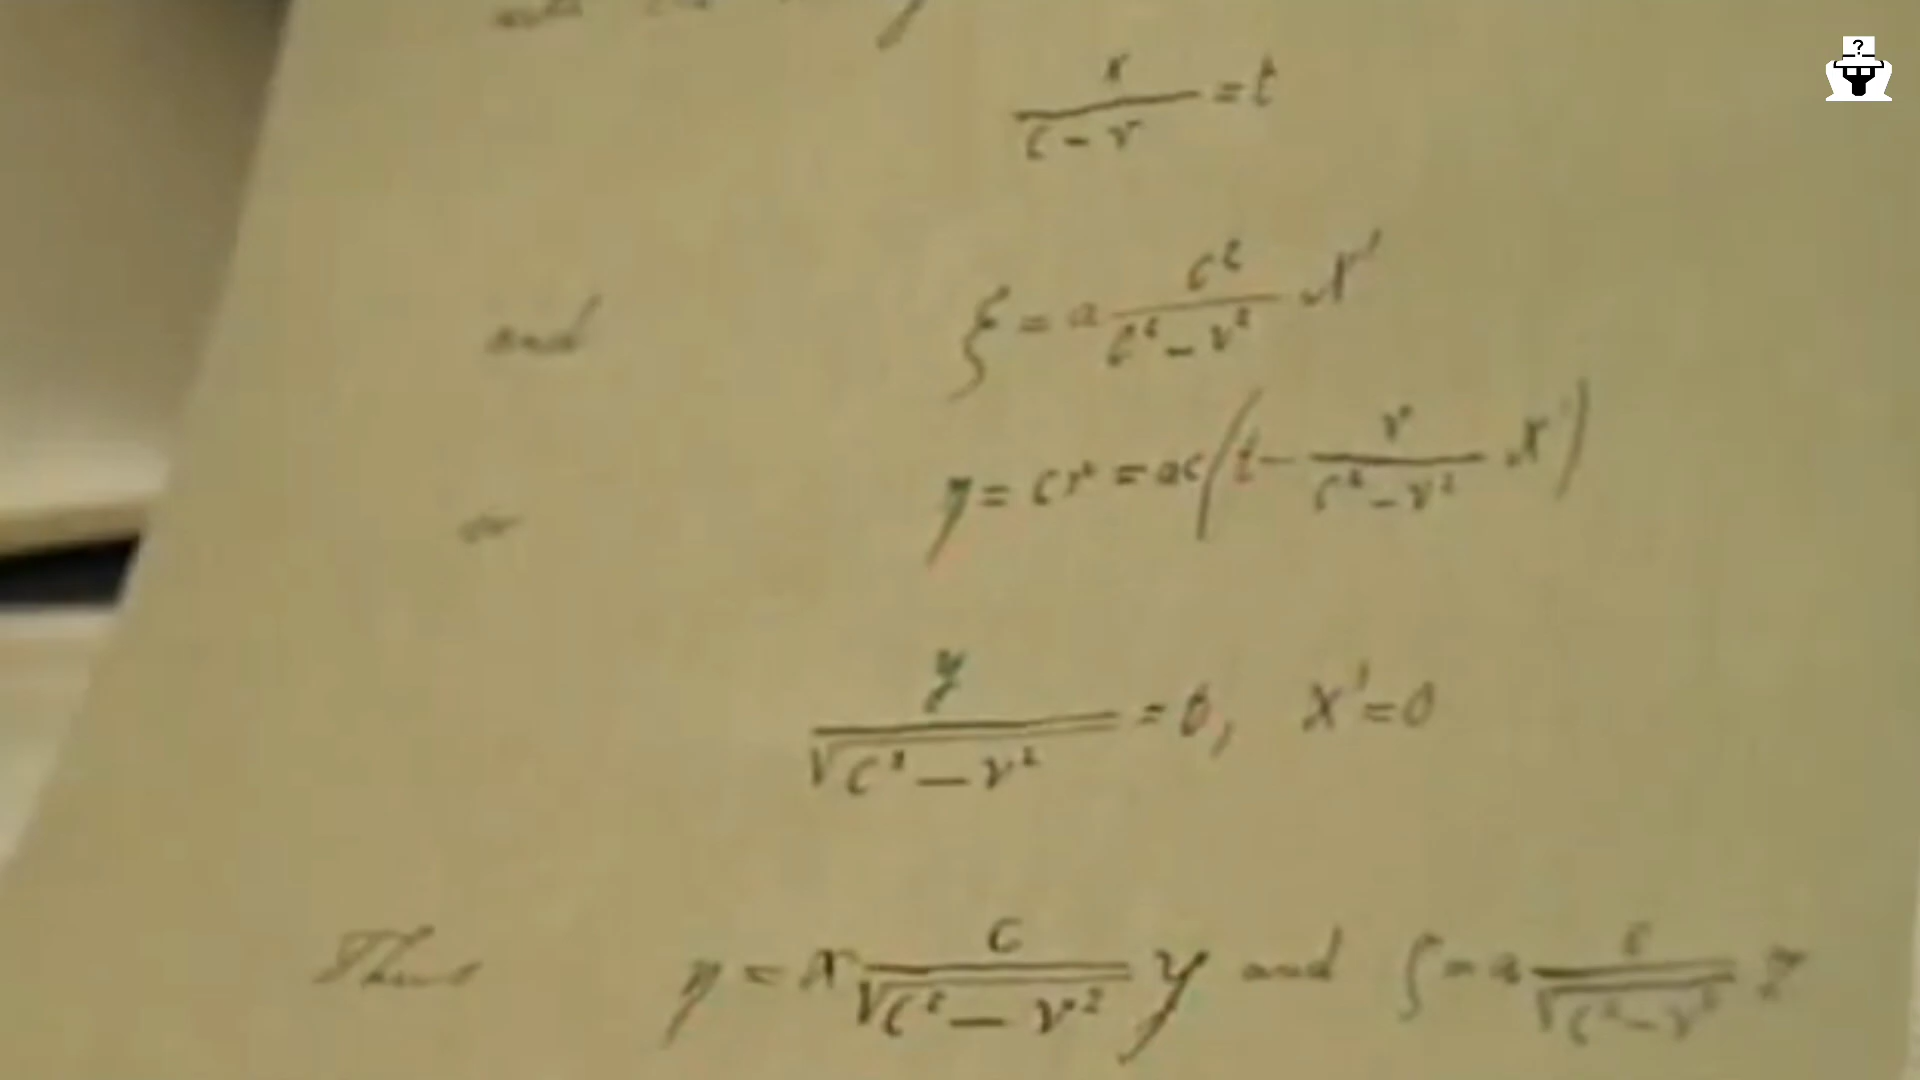 x/(c-v) = t
and ξ = a c²/(c²-v²) x'
or η = cτ = ac(t - v/(c²-v²) x')
y/√(c²-v²) = t, x' = 0
Thus η = a c/√(c²-v²) y and ζ = a c/√(c²-v²) z
?